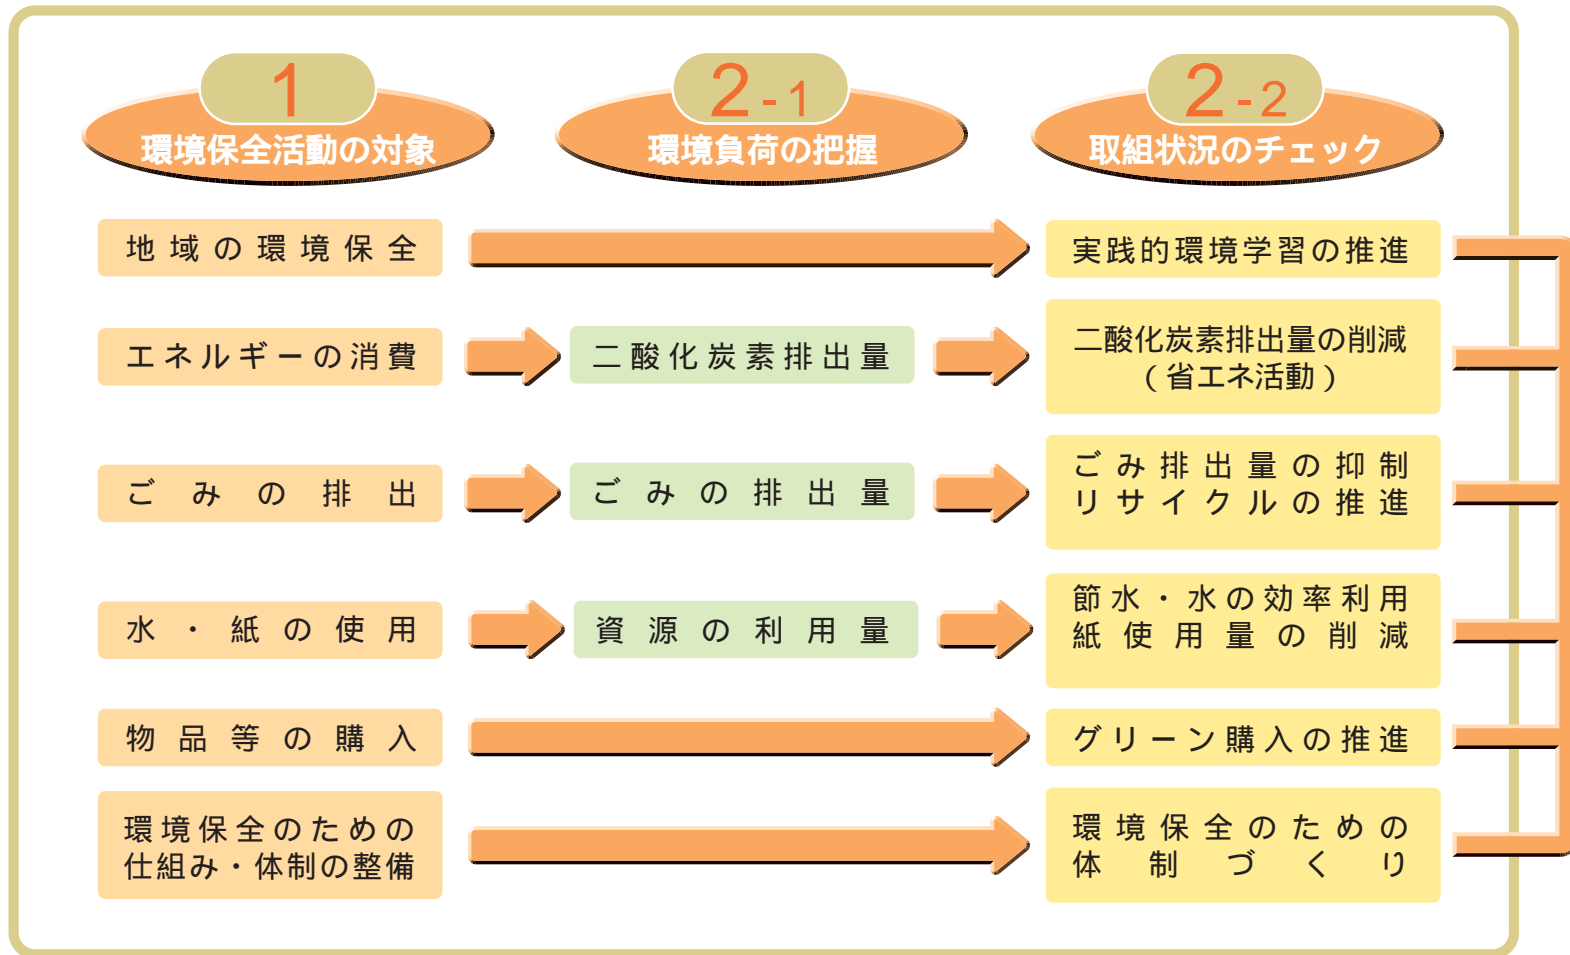 1
環境保全活動の対象
2-1
環境負荷の把握
2-2
取組状況のチェック
地域の環境保全
実践的環境学習の推進
エネルギーの消費
二酸化炭素排出量
二酸化炭素排出量の削減
(省エネ活動)
ごみの排出
ごみの排出量
ごみ排出量の抑制
リサイクルの推進
水・紙の使用
資源の利用量
節水・水の効率利用
紙使用量の削減
物品等の購入
グリーン購入の推進
環境保全のための
仕組み・体制の整備
環境保全のための
体制づくり